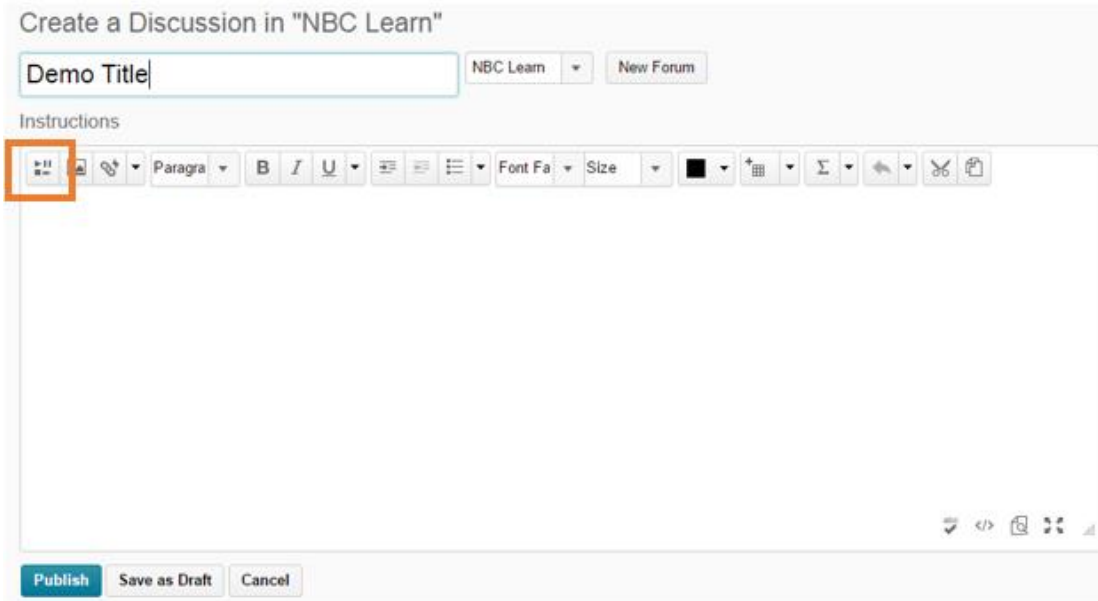 Create a Discussion in "NBC Learn"
Demo Title NBC Learn New Forum
Instructions
Paragra B I U Font Fa Size Σ
</>
Publish Save as Draft Cancel